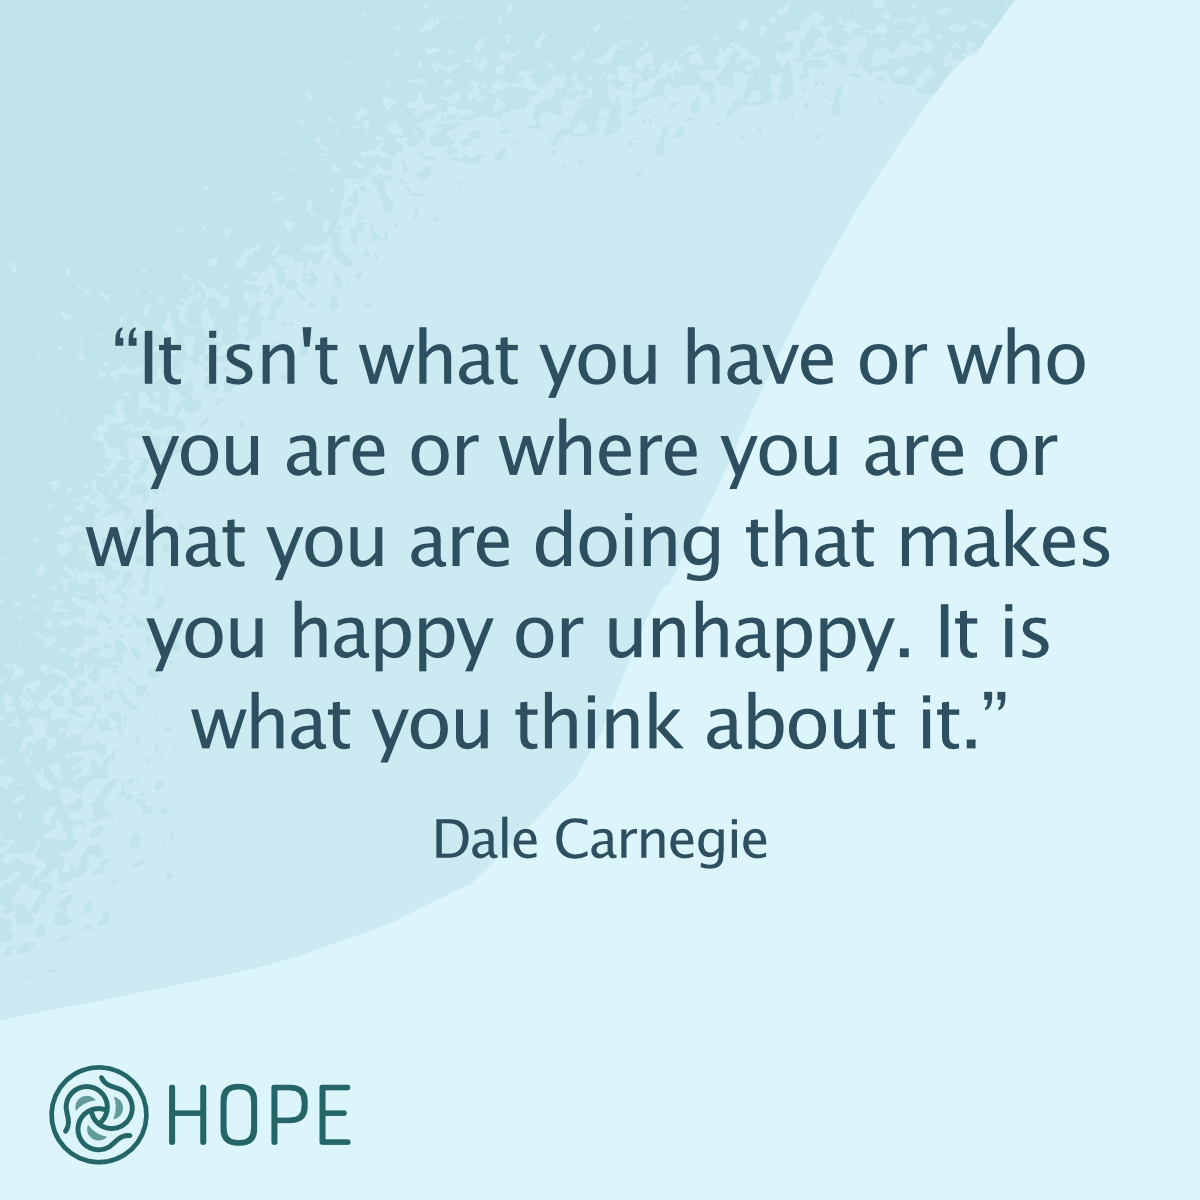 “It isn't what you have or who
you are or where you are or
what you are doing that makes
you happy or unhappy. It is
what you think about it.”
Dale Carnegie
HOPE